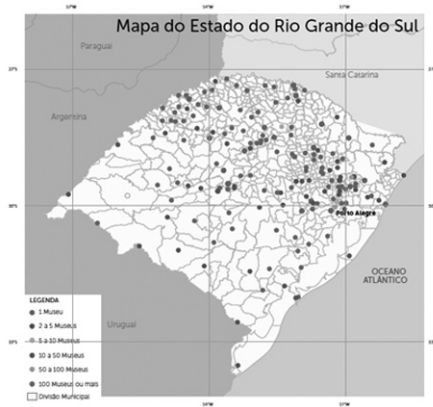 Mapa do Estado do Rio Grande do Sul
Paraguai
Santa Catarina
Argentina
Porto Alegre
OCEANO
ATLÂNTICO
Uruguai
LEGENDA
1 Museu
2 a 5 Museus
5 a 10 Museus
10 a 50 Museus
50 a 100 Museus
100 Museus ou mais
Divisão Municipal